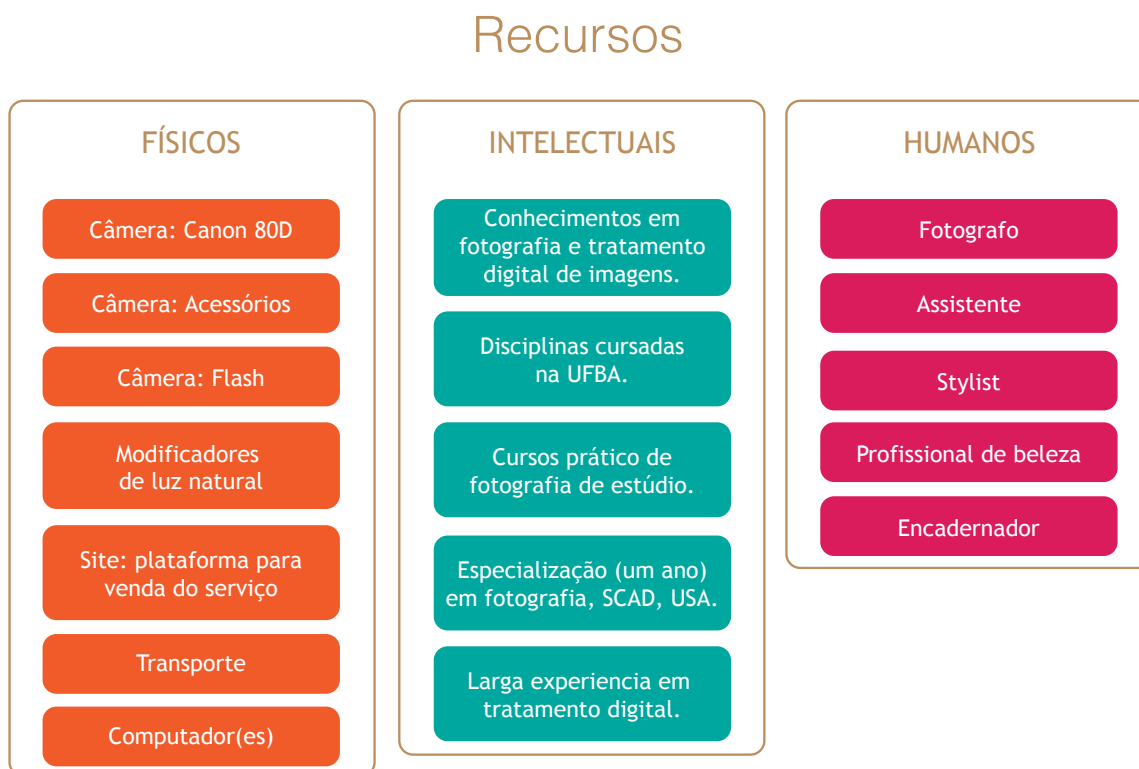 Recursos
FÍSICOS
Câmera: Canon 80D
Câmera: Acessórios
Câmera: Flash
Modificadores
de luz natural
Site: plataforma para
venda do serviço
Transporte
Computador(es)
INTELECTUAIS
Conhecimentos em
fotografia e tratamento
digital de imagens.
Disciplinas cursadas
na UFBA.
Cursos prático de
fotografia de estúdio.
Especialização (um ano)
em fotografia, SCAD, USA.
Larga experiencia em
tratamento digital.
HUMANOS
Fotografo
Assistente
Stylist
Profissional de beleza
Encadernador